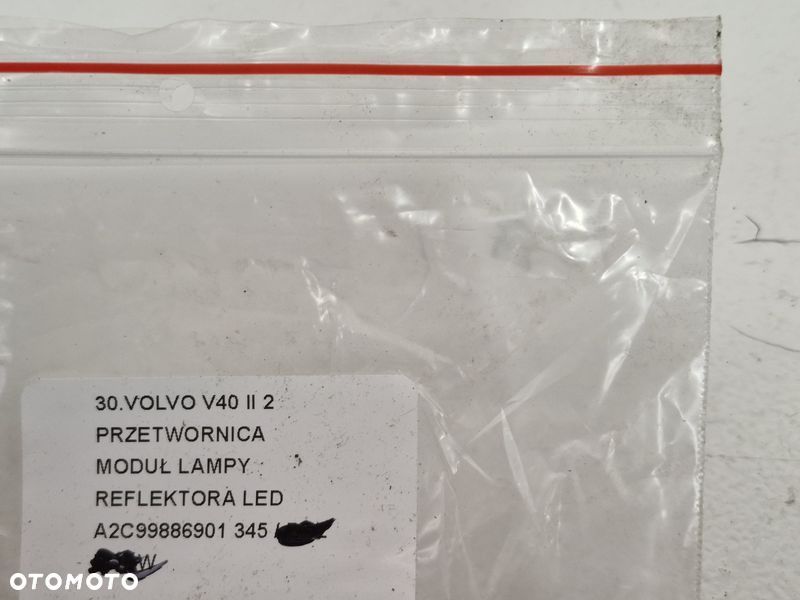 30.VOLVO V40 II 2
PRZETWORNICA
MODUŁ LAMPY
REFLEKTORA LED
A2C99886901 345 /
W
OTOMOTO